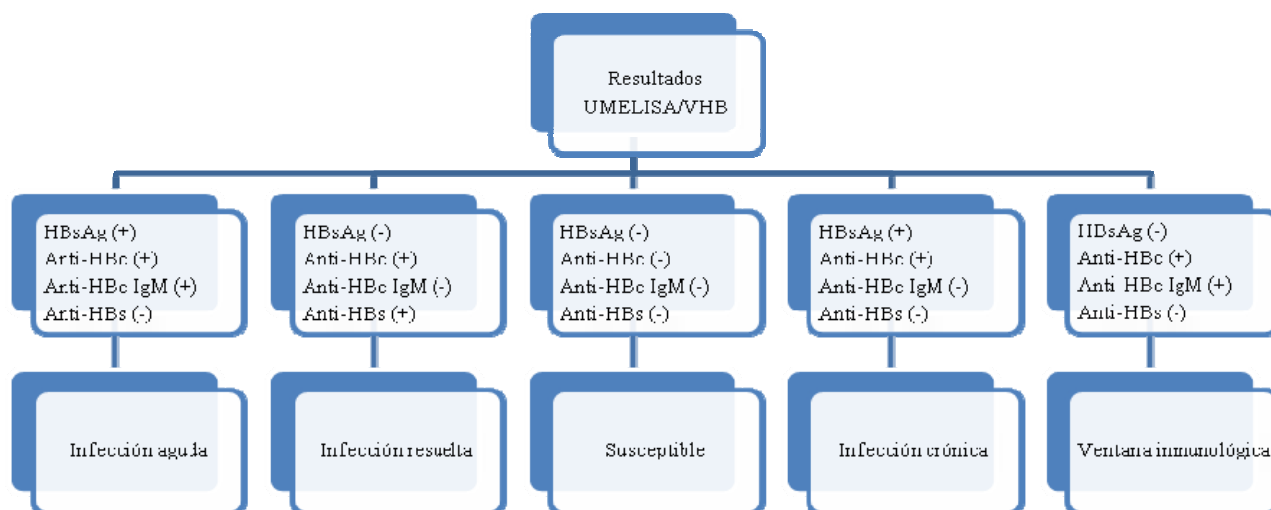 Resultados
UMELISA/VHB
HBsAg (+)
Anti-HBc (+)
Anti-HBc IgM (+)
Anti-HBs (-)
HBsAg (-)
Anti-HBc (+)
Anti-HBc IgM (-)
Anti-HBs (+)
HBsAg (-)
Anti-HBc (-)
Anti-HBc IgM (-)
Anti-HBs (-)
HBsAg (+)
Anti-HBc (+)
Anti-HBc IgM (-)
Anti-HBs (-)
HBsAg (-)
Anti-HBc (+)
Anti-HBc IgM (+)
Anti-HBs (-)
Infección aguda
Infección resuelta
Susceptible
Infección crónica
Ventana inmunológica